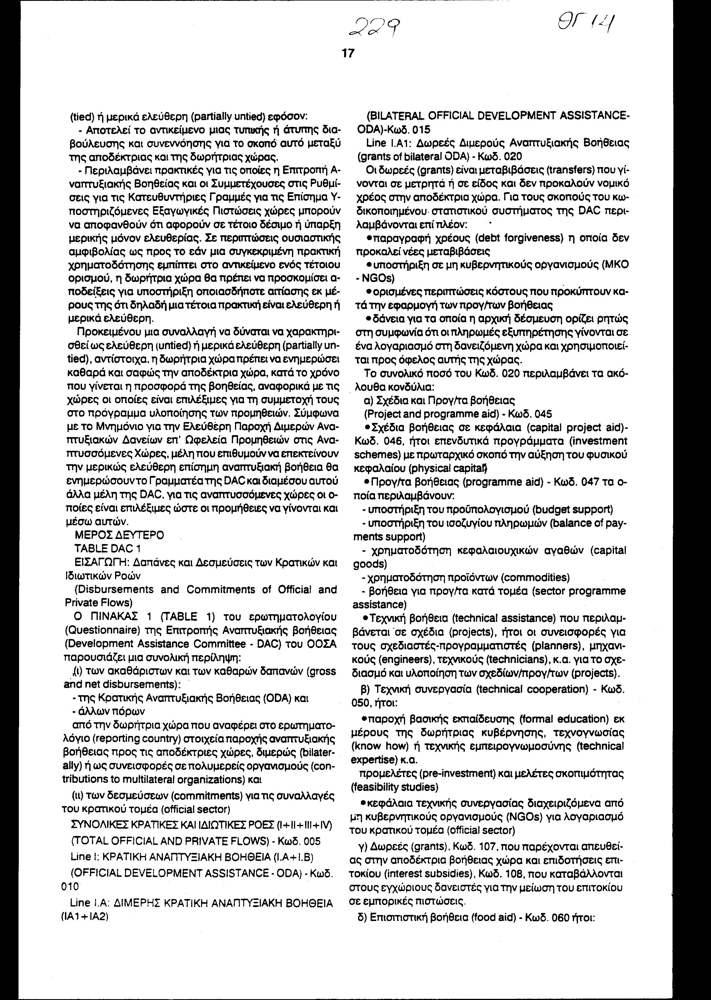 229
ΘΓ 14
17
(tied) ή μερικά ελεύθερη (partially untied) εφόσον:
- Αποτελεί το αντικείμενο μιας τυπικής ή άτυπης δια-
βούλευσης και συνεννόησης για το σκοπό αυτό μεταξύ
της αποδέκτριας και της δωρήτριας χώρας.
- Περιλαμβάνει πρακτικές για τις οποίες η Επιτροπή Α-
ναπτυξιακής Βοηθείας και οι Συμμετέχουσες στις Ρυθμί-
σεις για τις Κατευθυντήριες Γραμμές για τις Επίσημα Υ-
ποστηριζόμενες Εξαγωγικές Πιστώσεις χώρες μπορούν
να αποφανθούν ότι αφορούν σε τέτοιο δέσιμο ή ύπαρξη
μερικής μόνον ελευθερίας. Σε περιπτώσεις ουσιαστικής
αμφιβολίας ως προς το εάν μια συγκεκριμένη πρακτική
χρηματοδότησης εμπίπτει στο αντικείμενο ενός τέτοιου
ορισμού, η δωρήτρια χώρα θα πρέπει να προσκομίσει α-
ποδείξεις για υποστήριξη οποιασδήποτε αιτίασης εκ μέ-
ρους της ότι δηλαδή μια τέτοια πρακτική είναι ελεύθερη ή
μερικά ελεύθερη.
Προκειμένου μια συναλλαγή να δύναται να χαρακτηρι-
σθεί ως ελεύθερη (untied) ή μερικά ελεύθερη (partially un-
tied), αντίστοιχα, η δωρήτρια χώρα πρέπει να ενημερώσει
καθαρά και σαφώς την αποδέκτρια χώρα, κατά το χρόνο
που γίνεται η προσφορά της βοηθείας, αναφορικά με τις
χώρες οι οποίες είναι επιλέξιμες για τη συμμετοχή τους
στο πρόγραμμα υλοποίησης των προμηθειών. Σύμφωνα
με το Μνημόνιο για την Ελεύθερη Παροχή Διμερών Ανα-
πτυξιακών Δανείων επ' Ωφελεία Προμηθειών στις Ανα-
πτυσσόμενες Χώρες, μέλη που επιθυμούν να επεκτείνουν
την μερικώς ελεύθερη επίσημη αναπτυξιακή βοήθεια θα
ενημερώσουν το Γραμματέα της DAC και διαμέσου αυτού
άλλα μέλη της DAC, για τις αναπτυσσόμενες χώρες οι ο-
ποίες είναι επιλέξιμες ώστε οι προμήθειες να γίνονται και
μέσω αυτών.
ΜΕΡΟΣ ΔΕΥΤΕΡΟ
TABLE DAC 1
ΕΙΣΑΓΩΓΗ: Δαπάνες και Δεσμεύσεις των Κρατικών και
Ιδιωτικών Ροών
(Disbursements and Commitments of Official and
Private Flows)
Ο ΠΙΝΑΚΑΣ 1 (TABLE 1) του ερωτηματολογίου
(Questionnaire) της Επιτροπής Αναπτυξιακής βοήθειας
(Development Assistance Committee - DAC) του ΟΟΣΑ
παρουσιάζει μια συνολική περίληψη:
(ι) των ακαθάριστων και των καθαρών δαπανών (gross
and net disbursements):
- της Κρατικής Αναπτυξιακής Βοήθειας (ODA) και
- άλλων πόρων
από την δωρήτρια χώρα που αναφέρει στο ερωτηματο-
λόγιο (reporting country) στοιχεία παροχής αναπτυξιακής
βοήθειας προς τις αποδέκτριες χώρες, διμερώς (bilater-
ally) ή ως συνεισφορές σε πολυμερείς οργανισμούς (con-
tributions to multilateral organizations) και
(ιι) των δεσμεύσεων (commitments) για τις συναλλαγές
του κρατικού τομέα (official sector)
ΣΥΝΟΛΙΚΕΣ ΚΡΑΤΙΚΕΣ ΚΑΙ ΙΔΙΩΤΙΚΕΣ ΡΟΕΣ (I+II+III+IV)
(TOTAL OFFICIAL AND PRIVATE FLOWS) - Κωδ. 005
Line I: ΚΡΑΤΙΚΗ ΑΝΑΠΤΥΞΙΑΚΗ ΒΟΗΘΕΙΑ (I.A+I.B)
(OFFICIAL DEVELOPMENT ASSISTANCE - ODA) - Κωδ.
010
Line I.A: ΔΙΜΕΡΗΣ ΚΡΑΤΙΚΗ ΑΝΑΠΤΥΞΙΑΚΗ ΒΟΗΘΕΙΑ
(IA1+IA2)
(BILATERAL OFFICIAL DEVELOPMENT ASSISTANCE-
ODA)-Κωδ. 015
Line I.A1: Δωρεές Διμερούς Αναπτυξιακής Βοήθειας
(grants of bilateral ODA) - Κωδ. 020
Οι δωρεές (grants) είναι μεταβιβάσεις (transfers) που γί-
νονται σε μετρητά ή σε είδος και δεν προκαλούν νομικό
χρέος στην αποδέκτρια χώρα. Για τους σκοπούς του κω-
δικοποιημένου στατιστικού συστήματος της DAC περι-
λαμβάνονται επί πλέον:
•παραγραφή χρέους (debt forgiveness) η οποία δεν
προκαλεί νέες μεταβιβάσεις
•υποστήριξη σε μη κυβερνητικούς οργανισμούς (ΜΚΟ
- NGOs)
•ορισμένες περιπτώσεις κόστους που προκύπτουν κα-
τά την εφαρμογή των προγ/των βοήθειας
•δάνεια για τα οποία η αρχική δέσμευση ορίζει ρητώς
στη συμφωνία ότι οι πληρωμές εξυπηρέτησης γίνονται σε
ένα λογαριασμό στη δανειζόμενη χώρα και χρησιμοποιεί-
ται προς όφελος αυτής της χώρας.
Το συνολικό ποσό του Κωδ. 020 περιλαμβάνει τα ακό-
λουθα κονδύλια:
α) Σχέδια και Προγ/τα βοήθειας
(Project and programme aid) - Κωδ. 045
•Σχέδια βοήθειας σε κεφάλαια (capital project aid)-
Κωδ. 046, ήτοι επενδυτικά προγράμματα (investment
schemes) με πρωταρχικό σκοπό την αύξηση του φυσικού
κεφαλαίου (physical capital)
•Προγ/τα βοήθειας (programme aid) - Κωδ. 047 τα ο-
ποία περιλαμβάνουν:
- υποστήριξη του προϋπολογισμού (budget support)
- υποστήριξη του ισοζυγίου πληρωμών (balance of pay-
ments support)
- χρηματοδότηση κεφαλαιουχικών αγαθών (capital
goods)
- χρηματοδότηση προϊόντων (commodities)
- βοήθεια για προγ/τα κατά τομέα (sector programme
assistance)
•Τεχνική βοήθεια (technical assistance) που περιλαμ-
βάνεται σε σχέδια (projects), ήτοι οι συνεισφορές για
τους σχεδιαστές-προγραμματιστές (planners), μηχανι-
κούς (engineers), τεχνικούς (technicians), κ.α. για το σχε-
διασμό και υλοποίηση των σχεδίων/προγ/των (projects).
β) Τεχνική συνεργασία (technical cooperation) - Κωδ.
050, ήτοι:
•παροχή βασικής εκπαίδευσης (formal education) εκ
μέρους της δωρήτριας κυβέρνησης, τεχνογνωσίας
(know how) ή τεχνικής εμπειρογνωμοσύνης (technical
expertise) κ.α.
προμελέτες (pre-investment) και μελέτες σκοπιμότητας
(feasibility studies)
•κεφάλαια τεχνικής συνεργασίας διαχειριζόμενα από
μη κυβερνητικούς οργανισμούς (NGOs) για λογαριασμό
του κρατικού τομέα (official sector)
γ) Δωρεές (grants), Κωδ. 107, που παρέχονται απευθεί-
ας στην αποδέκτρια βοήθειας χώρα και επιδοτήσεις επι-
τοκίου (interest subsidies), Κωδ. 108, που καταβάλλονται
στους εγχώριους δανειστές για την μείωση του επιτοκίου
σε εμπορικές πιστώσεις.
δ) Επισιτιστική βοήθεια (food aid) - Κωδ. 060 ήτοι: